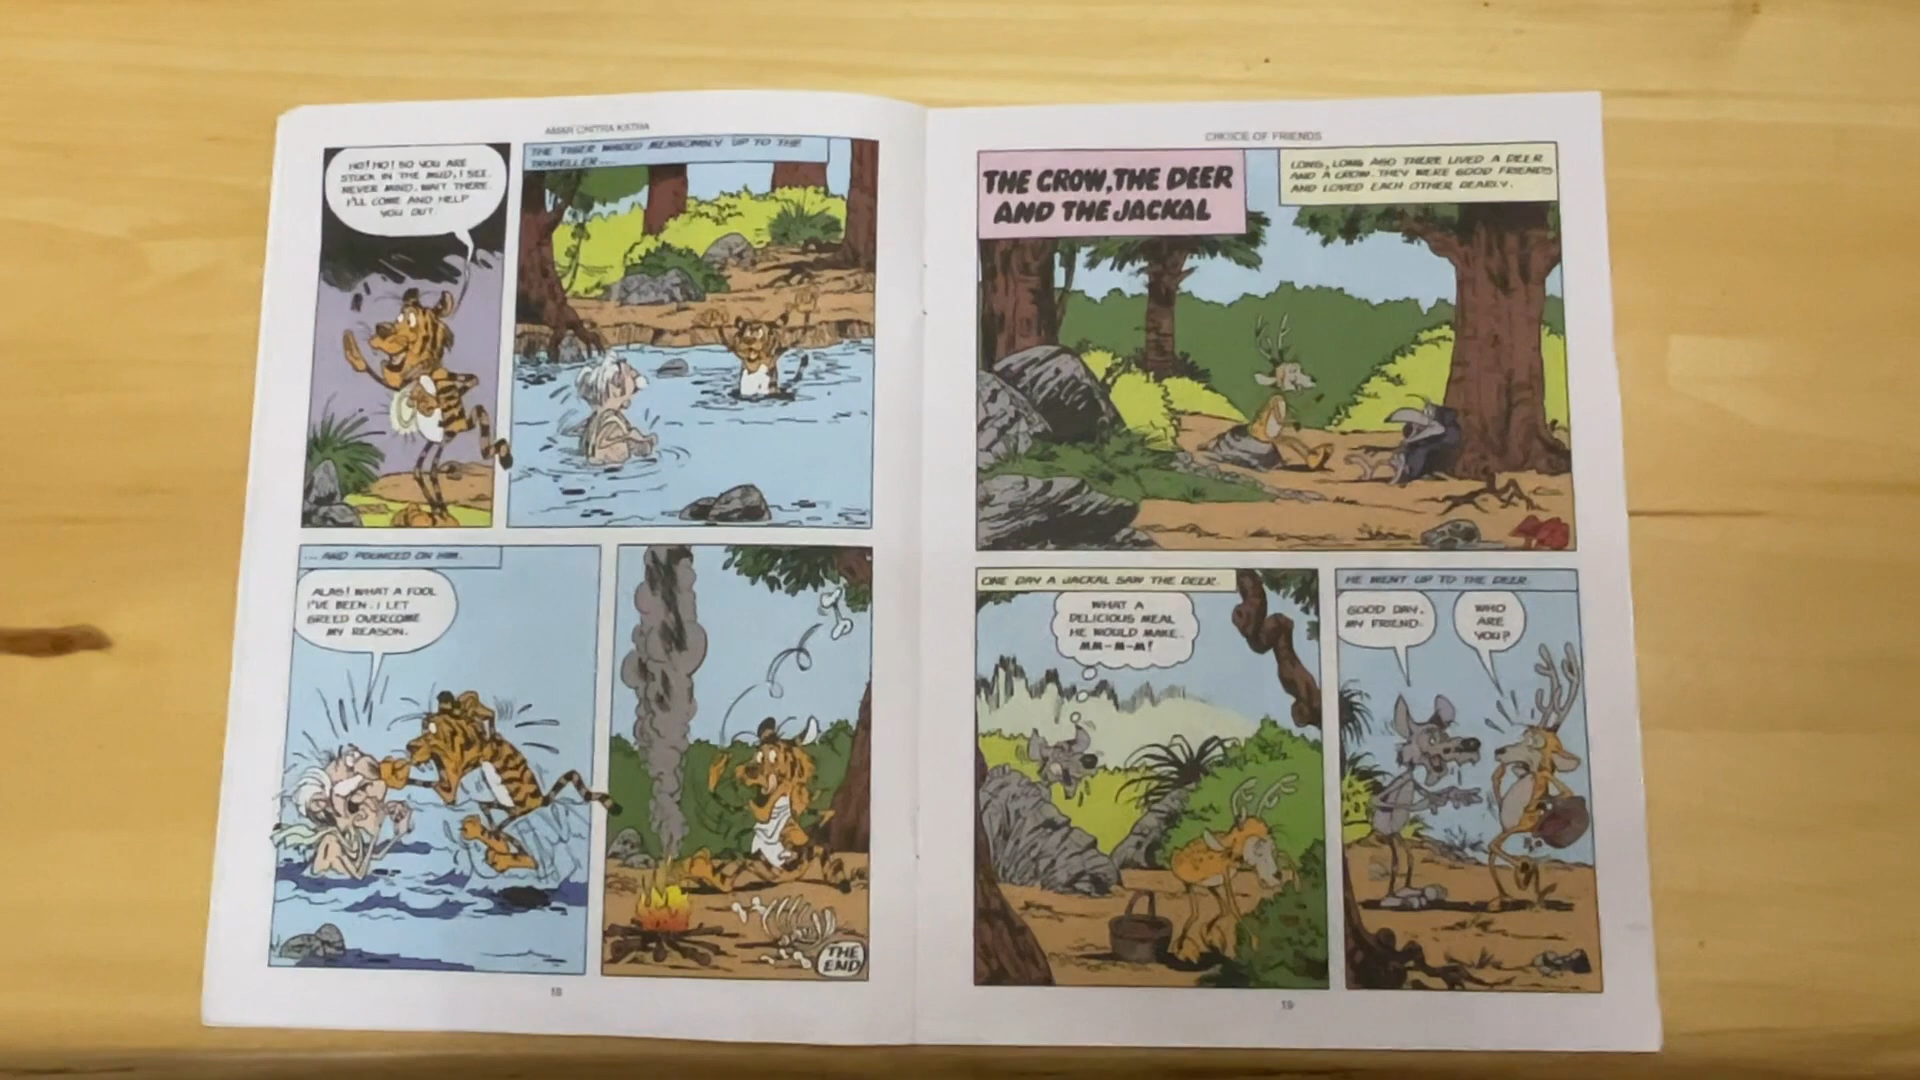 AMAR CHITRA KATHA
HO! HO! SO YOU ARE
STUCK IN THE MUD, I SEE.
NEVER MIND. WAIT THERE.
I'LL COME AND HELP
YOU OUT.
THE TIGER WADED MENACINGLY UP TO THE
TRAVELLER....
... AND POUNCED ON HIM.
ALAS! WHAT A FOOL
I'VE BEEN. I LET
GREED OVERCOME
MY REASON.
THE
END
18
CHOICE OF FRIENDS
THE CROW, THE DEER
AND THE JACKAL
LONG, LONG AGO THERE LIVED A DEER
AND A CROW. THEY WERE GOOD FRIENDS
AND LOVED EACH OTHER DEARLY.
ONE DAY A JACKAL SAW THE DEER.
WHAT A
DELICIOUS MEAL
HE WOULD MAKE.
MM-M-M!
HE WENT UP TO THE DEER.
GOOD DAY,
MY FRIEND.
WHO
ARE
YOU?
19